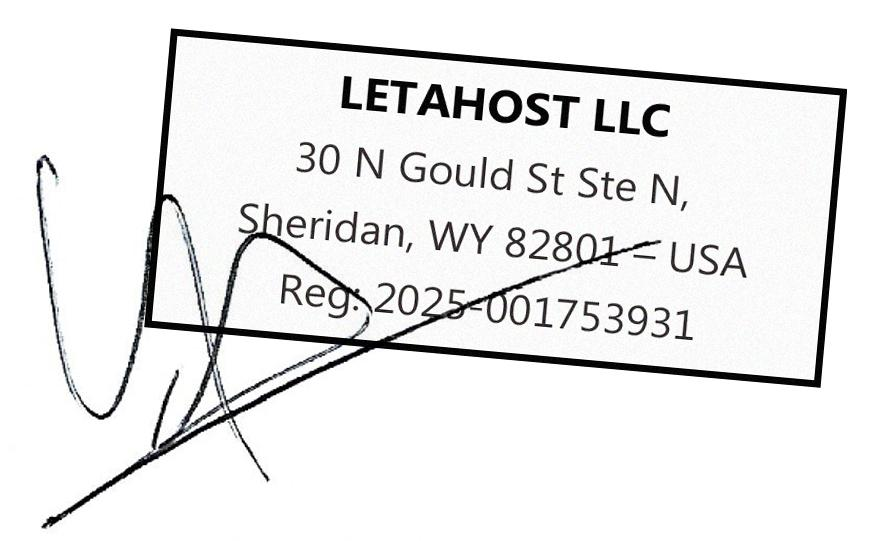 LETAHOST LLC
30 N Gould St Ste N,
Sheridan, WY 82801 – USA
Reg: 2025-001753931